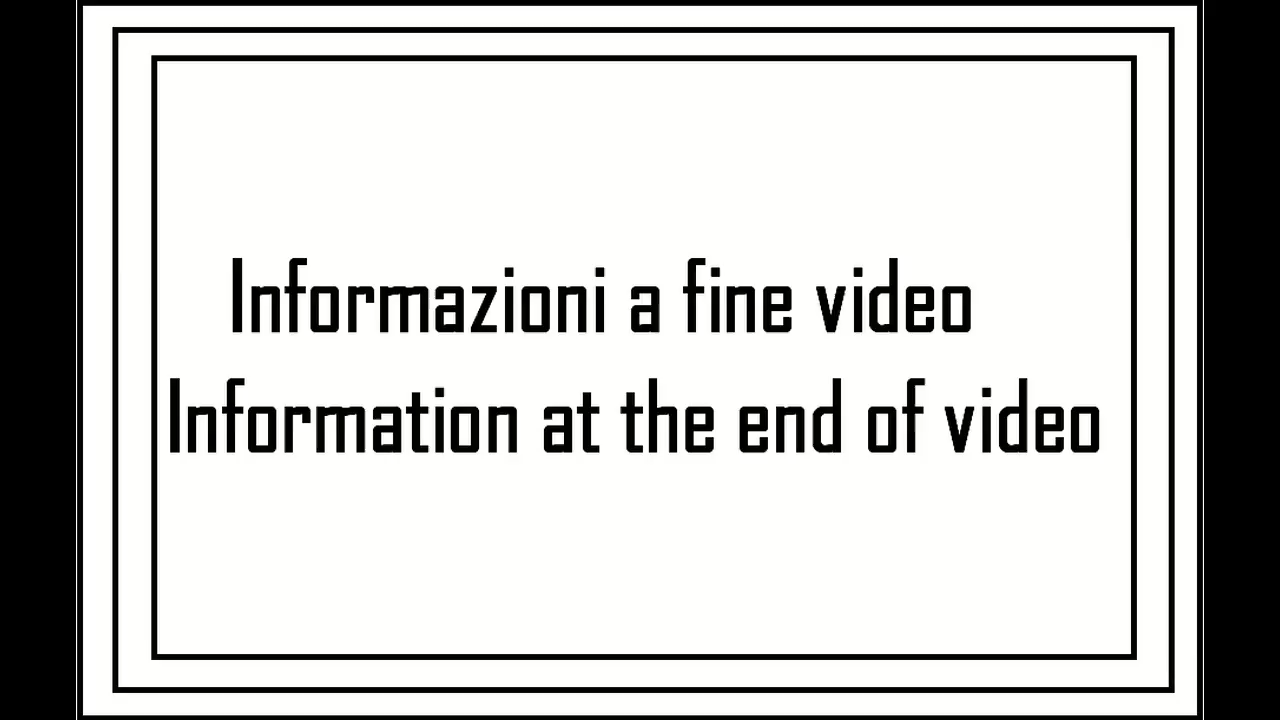 Informazioni a fine video
Information at the end of video